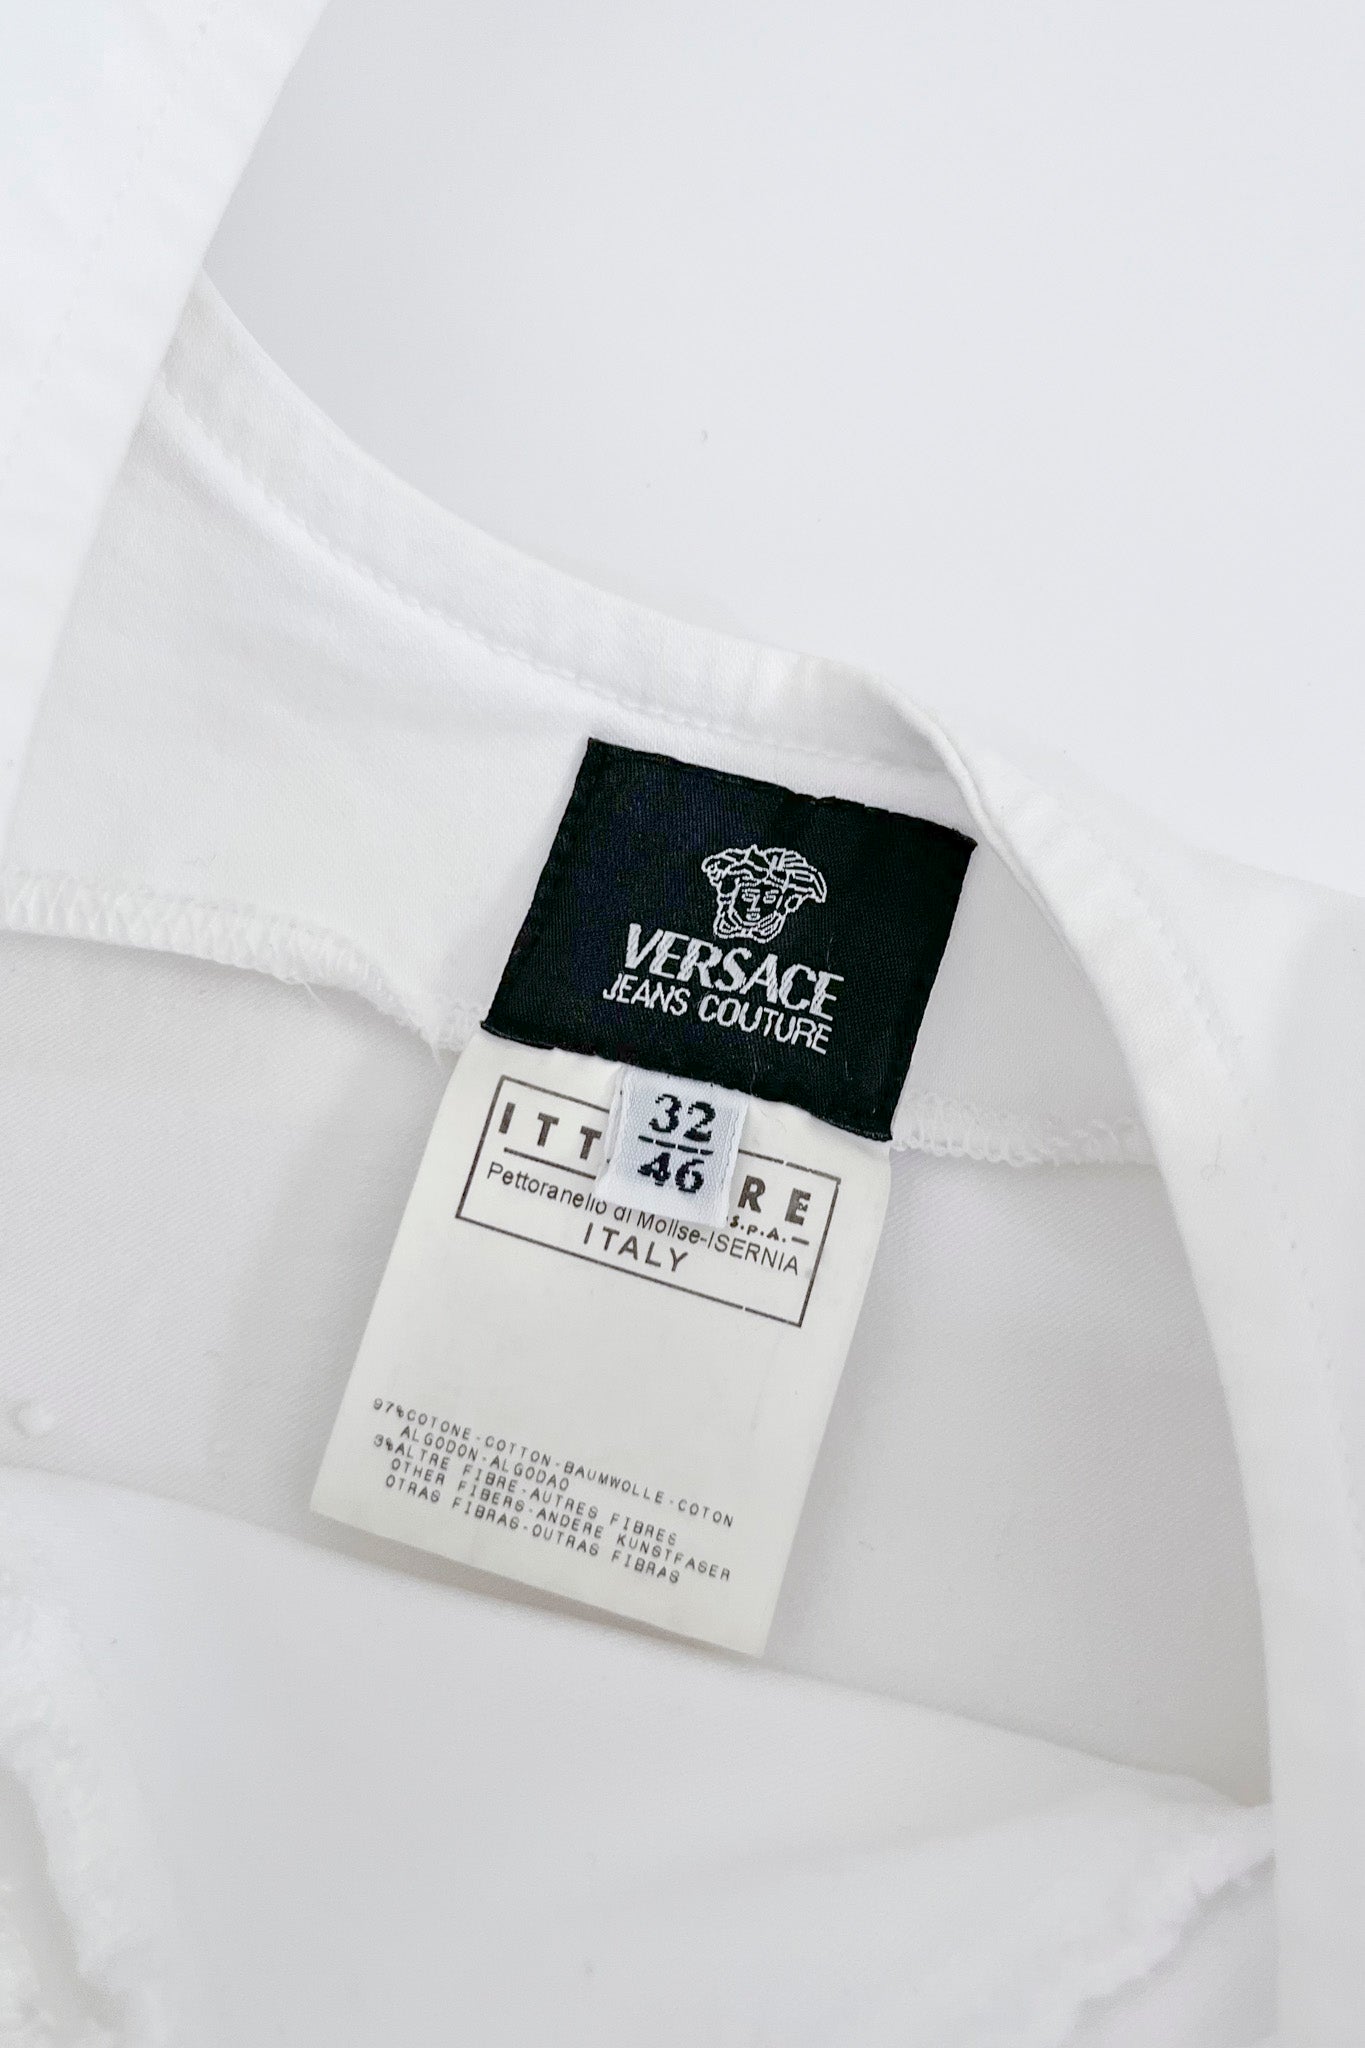 VERSACE
JEANS COUTURE
32
46
ITT RE
S.P.A.
Pettoranello di Molise-ISERNIA
ITALY
97%COTONE-COTTON-BAUMWOLLE-COTON
ALGODON-ALGODAO
3%ALTRE FIBRE-AUTRES FIBRES
OTHER FIBERS-ANDERE KUNSTFASER
OTRAS FIBRAS-OUTRAS FIBRAS